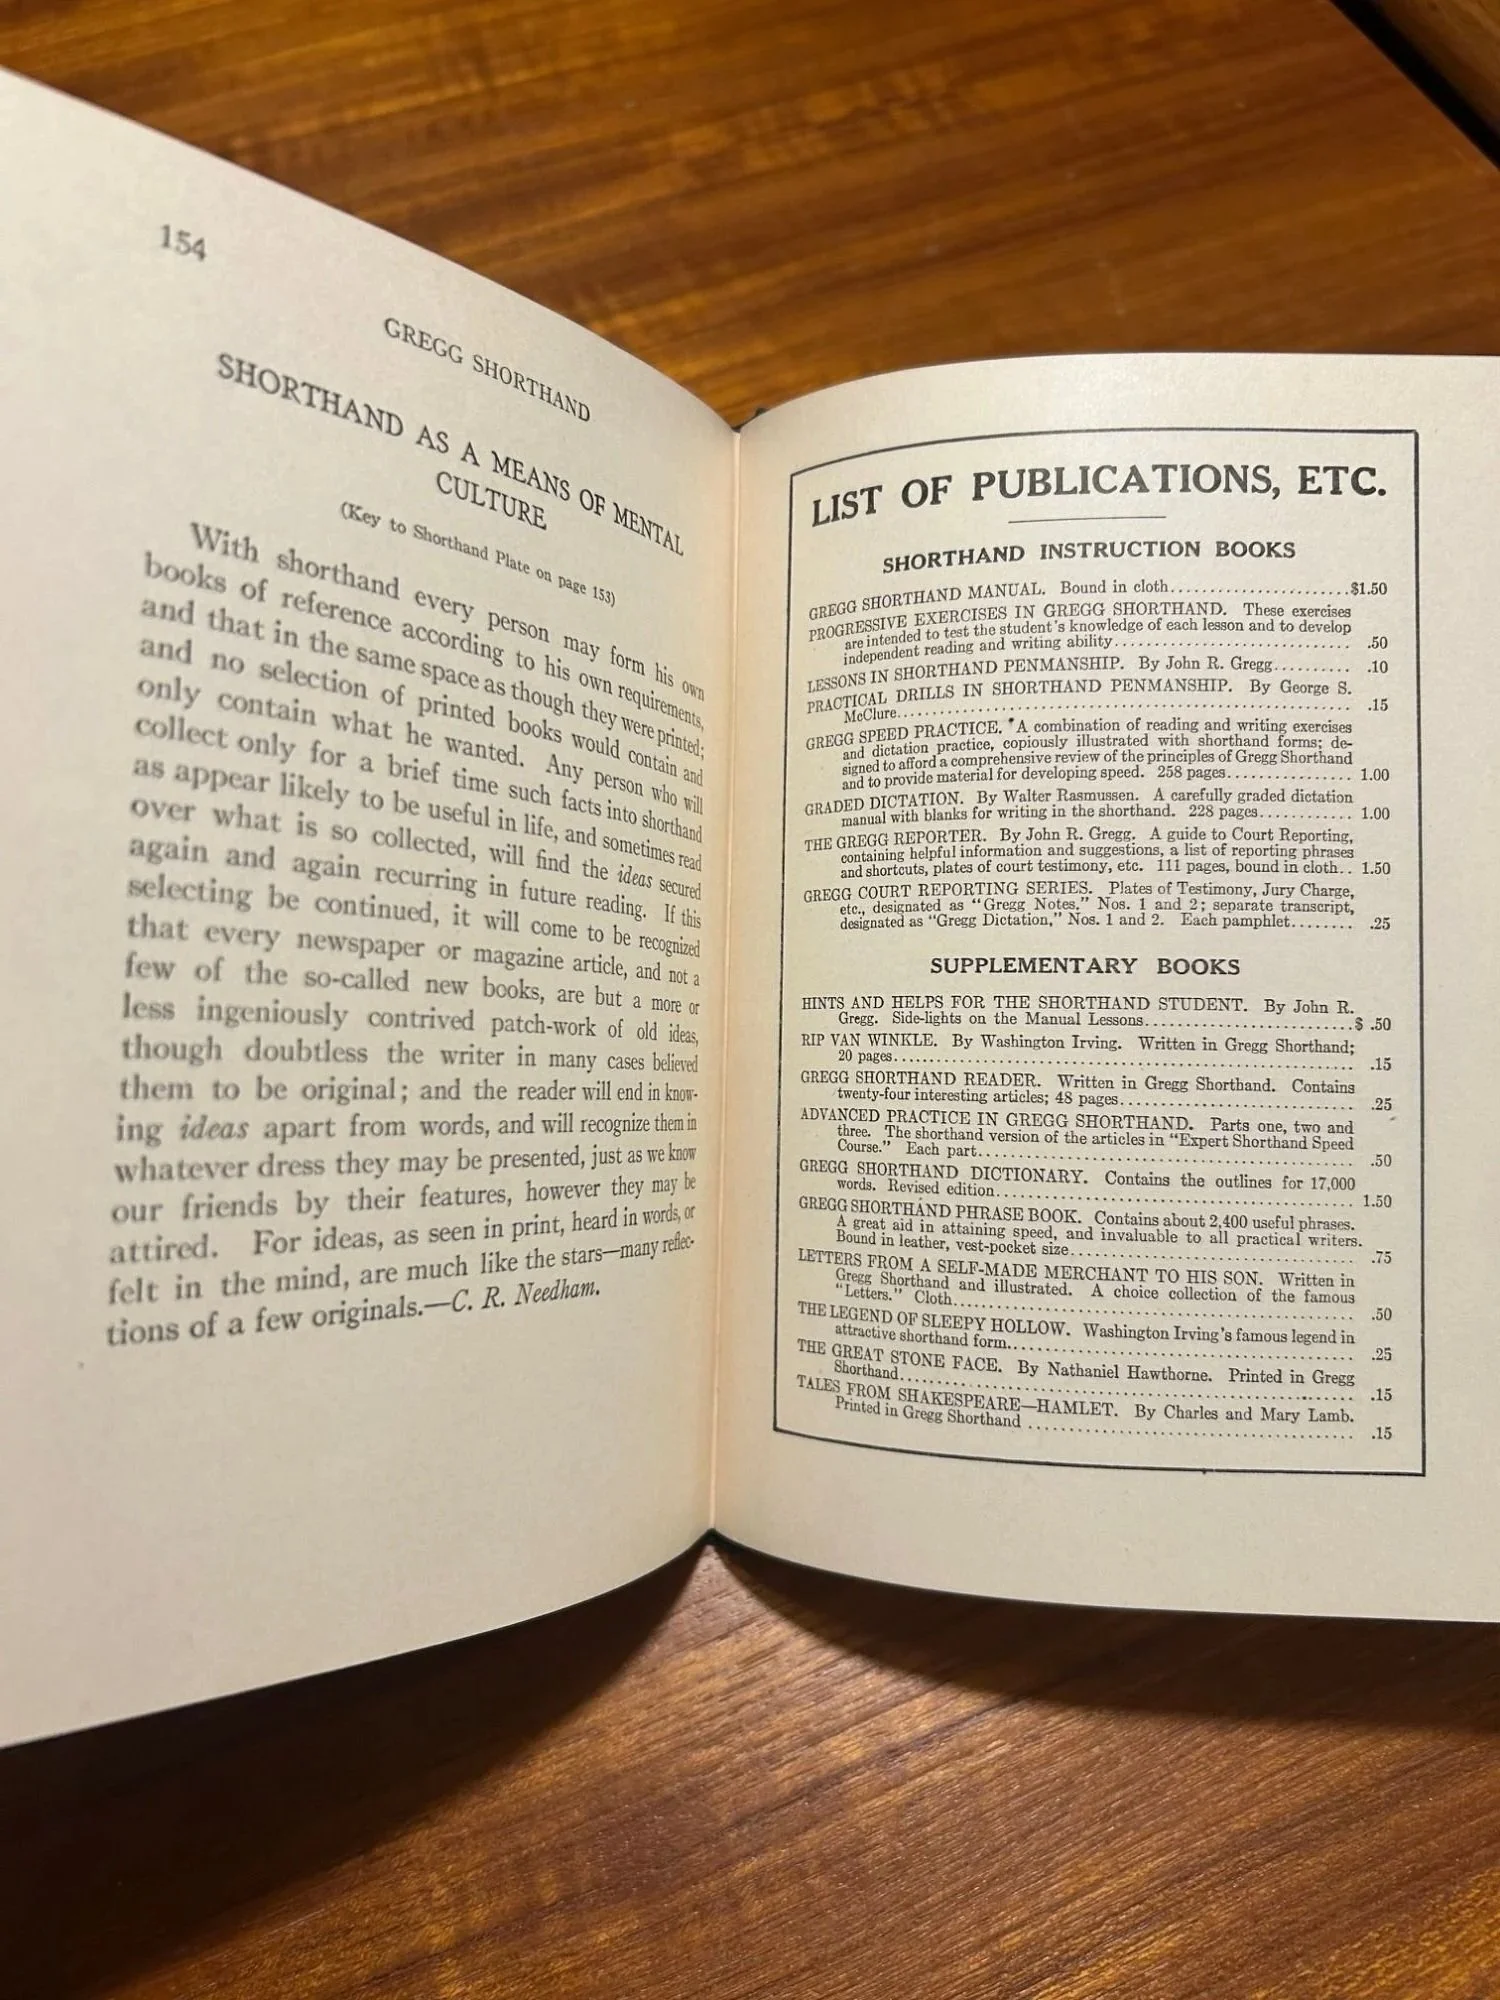 154
GREGG SHORTHAND
SHORTHAND AS A MEANS OF MENTAL
CULTURE
(Key to Shorthand Plate on page 153)
With shorthand every person may form his own
books of reference according to his own requirements,
and that in the same space as though they were printed;
and no selection of printed books would contain and
only contain what he wanted. Any person who will
collect only for a brief time such facts into shorthand
as appear likely to be useful in life, and sometimes read
over what is so collected, will find the ideas secured
again and again recurring in future reading. If this
selecting be continued, it will come to be recognized
that every newspaper or magazine article, and not a
few of the so-called new books, are but a more or
less ingeniously contrived patch-work of old ideas,
though doubtless the writer in many cases believed
them to be original; and the reader will end in know-
ing ideas apart from words, and will recognize them in
whatever dress they may be presented, just as we know
our friends by their features, however they may be
attired. For ideas, as seen in print, heard in words, or
felt in the mind, are much like the stars—many reflec-
tions of a few originals.—C. R. Needham.
LIST OF PUBLICATIONS, ETC.
SHORTHAND INSTRUCTION BOOKS
GREGG SHORTHAND MANUAL. Bound in cloth.......................$1.50
PROGRESSIVE EXERCISES IN GREGG SHORTHAND. These exercises
are intended to test the student's knowledge of each lesson and to develop
independent reading and writing ability.............................. .50
LESSONS IN SHORTHAND PENMANSHIP. By John R. Gregg.......... .10
PRACTICAL DRILLS IN SHORTHAND PENMANSHIP. By George S.
McClure.......................................................... .15
GREGG SPEED PRACTICE. A combination of reading and writing exercises
and dictation practice, copiously illustrated with shorthand forms; de-
signed to afford a comprehensive review of the principles of Gregg Shorthand
and to provide material for developing speed. 258 pages............... 1.00
GRADED DICTATION. By Walter Rasmussen. A carefully graded dictation
manual with blanks for writing in the shorthand. 228 pages............ 1.00
THE GREGG REPORTER. By John R. Gregg. A guide to Court Reporting,
containing helpful information and suggestions, a list of reporting phrases
and shortcuts, plates of court testimony, etc. 111 pages, bound in cloth.. 1.50
GREGG COURT REPORTING SERIES. Plates of Testimony, Jury Charge,
etc., designated as "Gregg Notes." Nos. 1 and 2; separate transcript,
designated as "Gregg Dictation," Nos. 1 and 2. Each pamphlet........ .25
SUPPLEMENTARY BOOKS
HINTS AND HELPS FOR THE SHORTHAND STUDENT. By John R.
Gregg. Side-lights on the Manual Lessons............................$ .50
RIP VAN WINKLE. By Washington Irving. Written in Gregg Shorthand;
20 pages.......................................................... .15
GREGG SHORTHAND READER. Written in Gregg Shorthand. Contains
twenty-four interesting articles; 48 pages.............................. .25
ADVANCED PRACTICE IN GREGG SHORTHAND. Parts one, two and
three. The shorthand version of the articles in "Expert Shorthand Speed
Course." Each part................................................ .50
GREGG SHORTHAND DICTIONARY. Contains the outlines for 17,000
words. Revised edition.............................................. 1.50
GREGG SHORTHAND PHRASE BOOK. Contains about 2,400 useful phrases.
A great aid in attaining speed, and invaluable to all practical writers.
Bound in leather, vest-pocket size.................................... .75
LETTERS FROM A SELF-MADE MERCHANT TO HIS SON. Written in
Gregg Shorthand and illustrated. A choice collection of the famous
"Letters." Cloth.................................................... .50
THE LEGEND OF SLEEPY HOLLOW. Washington Irving's famous legend in
attractive shorthand form............................................ .25
THE GREAT STONE FACE. By Nathaniel Hawthorne. Printed in Gregg
Shorthand.......................................................... .15
TALES FROM SHAKESPEARE—HAMLET. By Charles and Mary Lamb.
Printed in Gregg Shorthand .......................................... .15